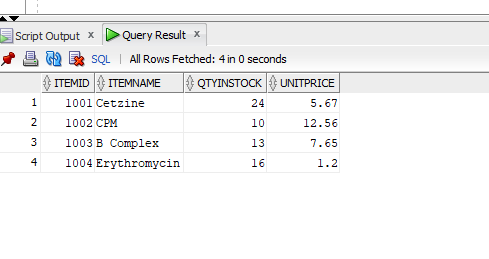 Script Output x Query Result x
SQL | All Rows Fetched: 4 in 0 seconds
ITEMID ITEMNAME QTYINSTOCK UNITPRICE
1 1001 Cetzine 24 5.67
2 1002 CPM 10 12.56
3 1003 B Complex 13 7.65
4 1004 Erythromycin 16 1.2